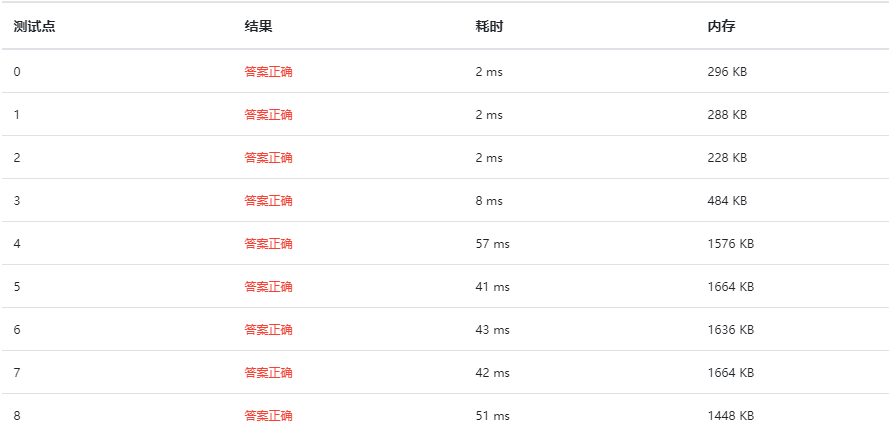 测试点 结果 耗时 内存
0 答案正确 2 ms 296 KB
1 答案正确 2 ms 288 KB
2 答案正确 2 ms 228 KB
3 答案正确 8 ms 484 KB
4 答案正确 57 ms 1576 KB
5 答案正确 41 ms 1664 KB
6 答案正确 43 ms 1636 KB
7 答案正确 42 ms 1664 KB
8 答案正确 51 ms 1448 KB